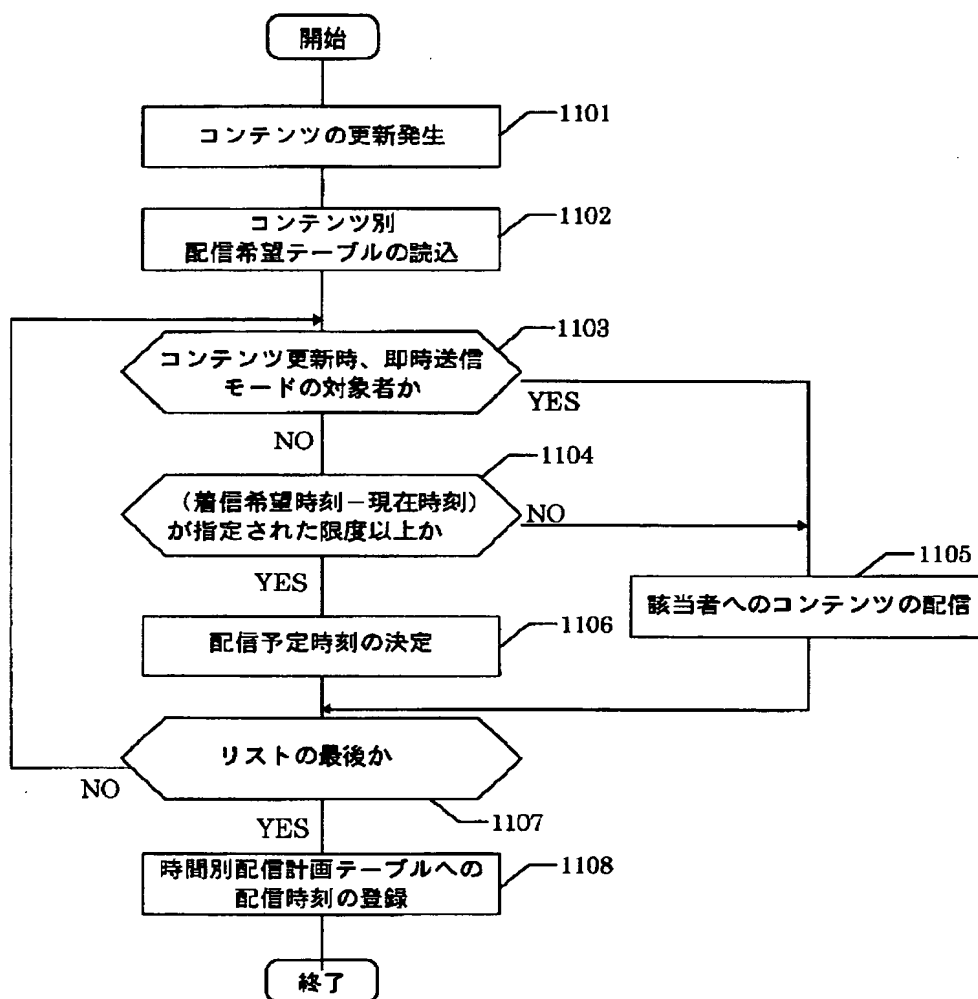 開始
1101
コンテンツの更新発生
1102
コンテンツ別
配信希望テーブルの読込
1103
コンテンツ更新時、即時送信
モードの対象者か
YES
NO
1104
（着信希望時刻－現在時刻）
が指定された限度以上か
NO
YES
1105
該当者へのコンテンツの配信
1106
配信予定時刻の決定
リストの最後か
NO
1107
YES
1108
時間別配信計画テーブルへの
配信時刻の登録
終了